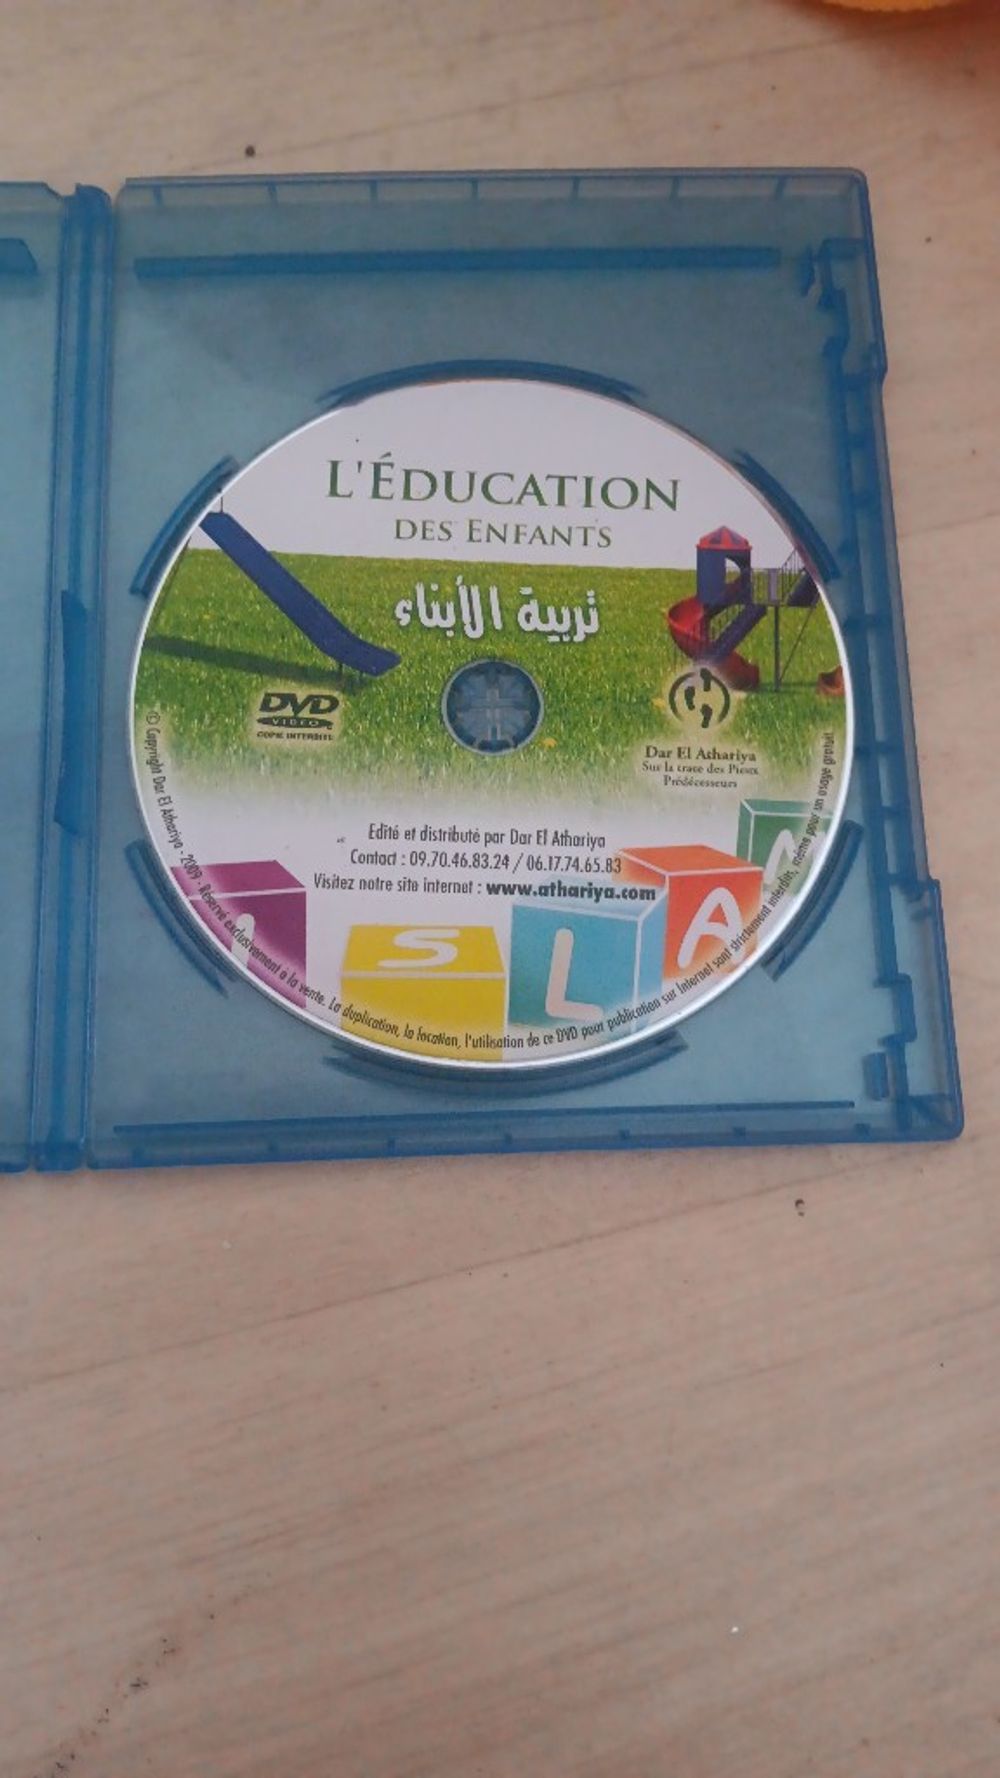 L'ÉDUCATION
DES ENFANTS
تربية الأبناء
DVD
VIDEO
COPIE INTERDITE
Dar El Athariya
Sur la trace des Pieux
Prédécesseurs
Edité et distribué par Dar El Athariya
Contact : 09.70.46.83.24 / 06.17.74.65.83
Visitez notre site internet : www.athariya.com
I
S
L
A
A
© Copyright Dar El Athariya - 2009 - Réservé exclusivement à la vente. La duplication, la location, l'utilisation de ce DVD pour publication sur Internet sont strictement interdits, même pour un usage gratuit.